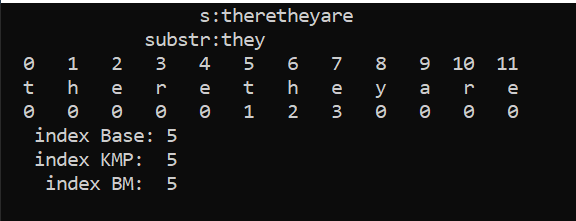 s:theretheyare
substr:they
0 1 2 3 4 5 6 7 8 9 10 11
t h e r e t h e y a r e
0 0 0 0 0 1 2 3 0 0 0 0
index Base: 5
index KMP: 5
index BM: 5